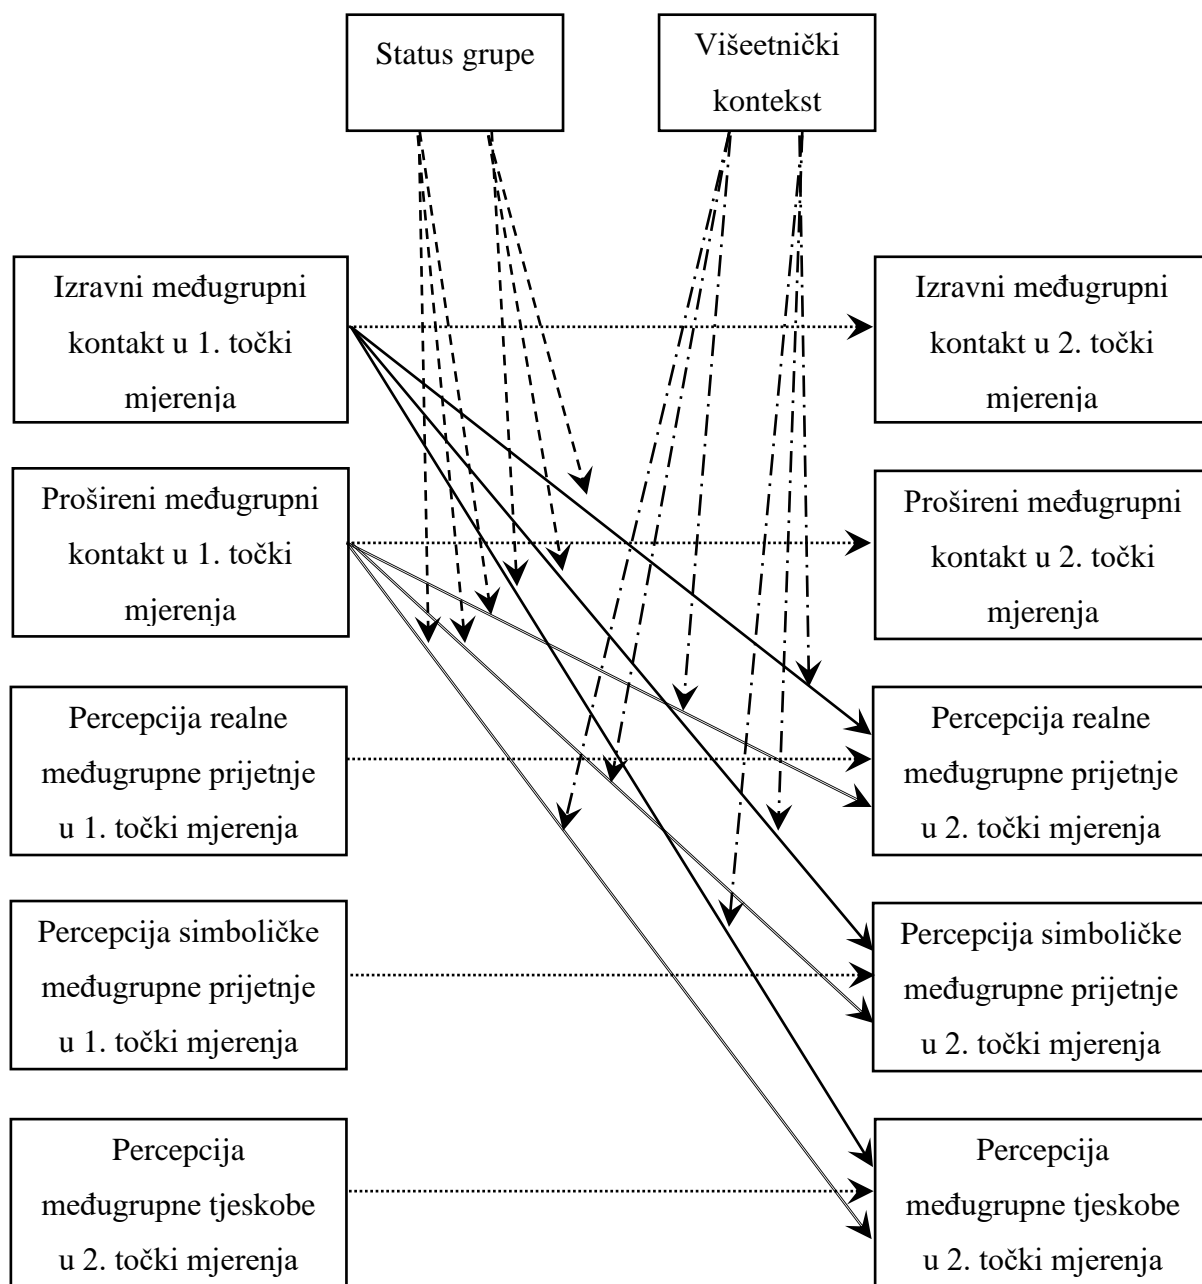 Status grupe
Višeetnički
kontekst
Izravni međugrupni
kontakt u 1. točki
mjerenja
Izravni međugrupni
kontakt u 2. točki
mjerenja
Prošireni međugrupni
kontakt u 1. točki
mjerenja
Prošireni međugrupni
kontakt u 2. točki
mjerenja
Percepcija realne
međugrupne prijetnje
u 1. točki mjerenja
Percepcija realne
međugrupne prijetnje
u 2. točki mjerenja
Percepcija simboličke
međugrupne prijetnje
u 1. točki mjerenja
Percepcija simboličke
međugrupne prijetnje
u 2. točki mjerenja
Percepcija
međugrupne tjeskobe
u 2. točki mjerenja
Percepcija
međugrupne tjeskobe
u 2. točki mjerenja